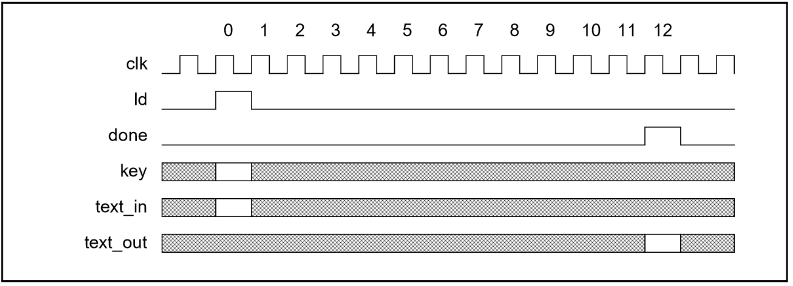 0 1 2 3 4 5 6 7 8 9 10 11 12
clk
ld
done
key
text_in
text_out